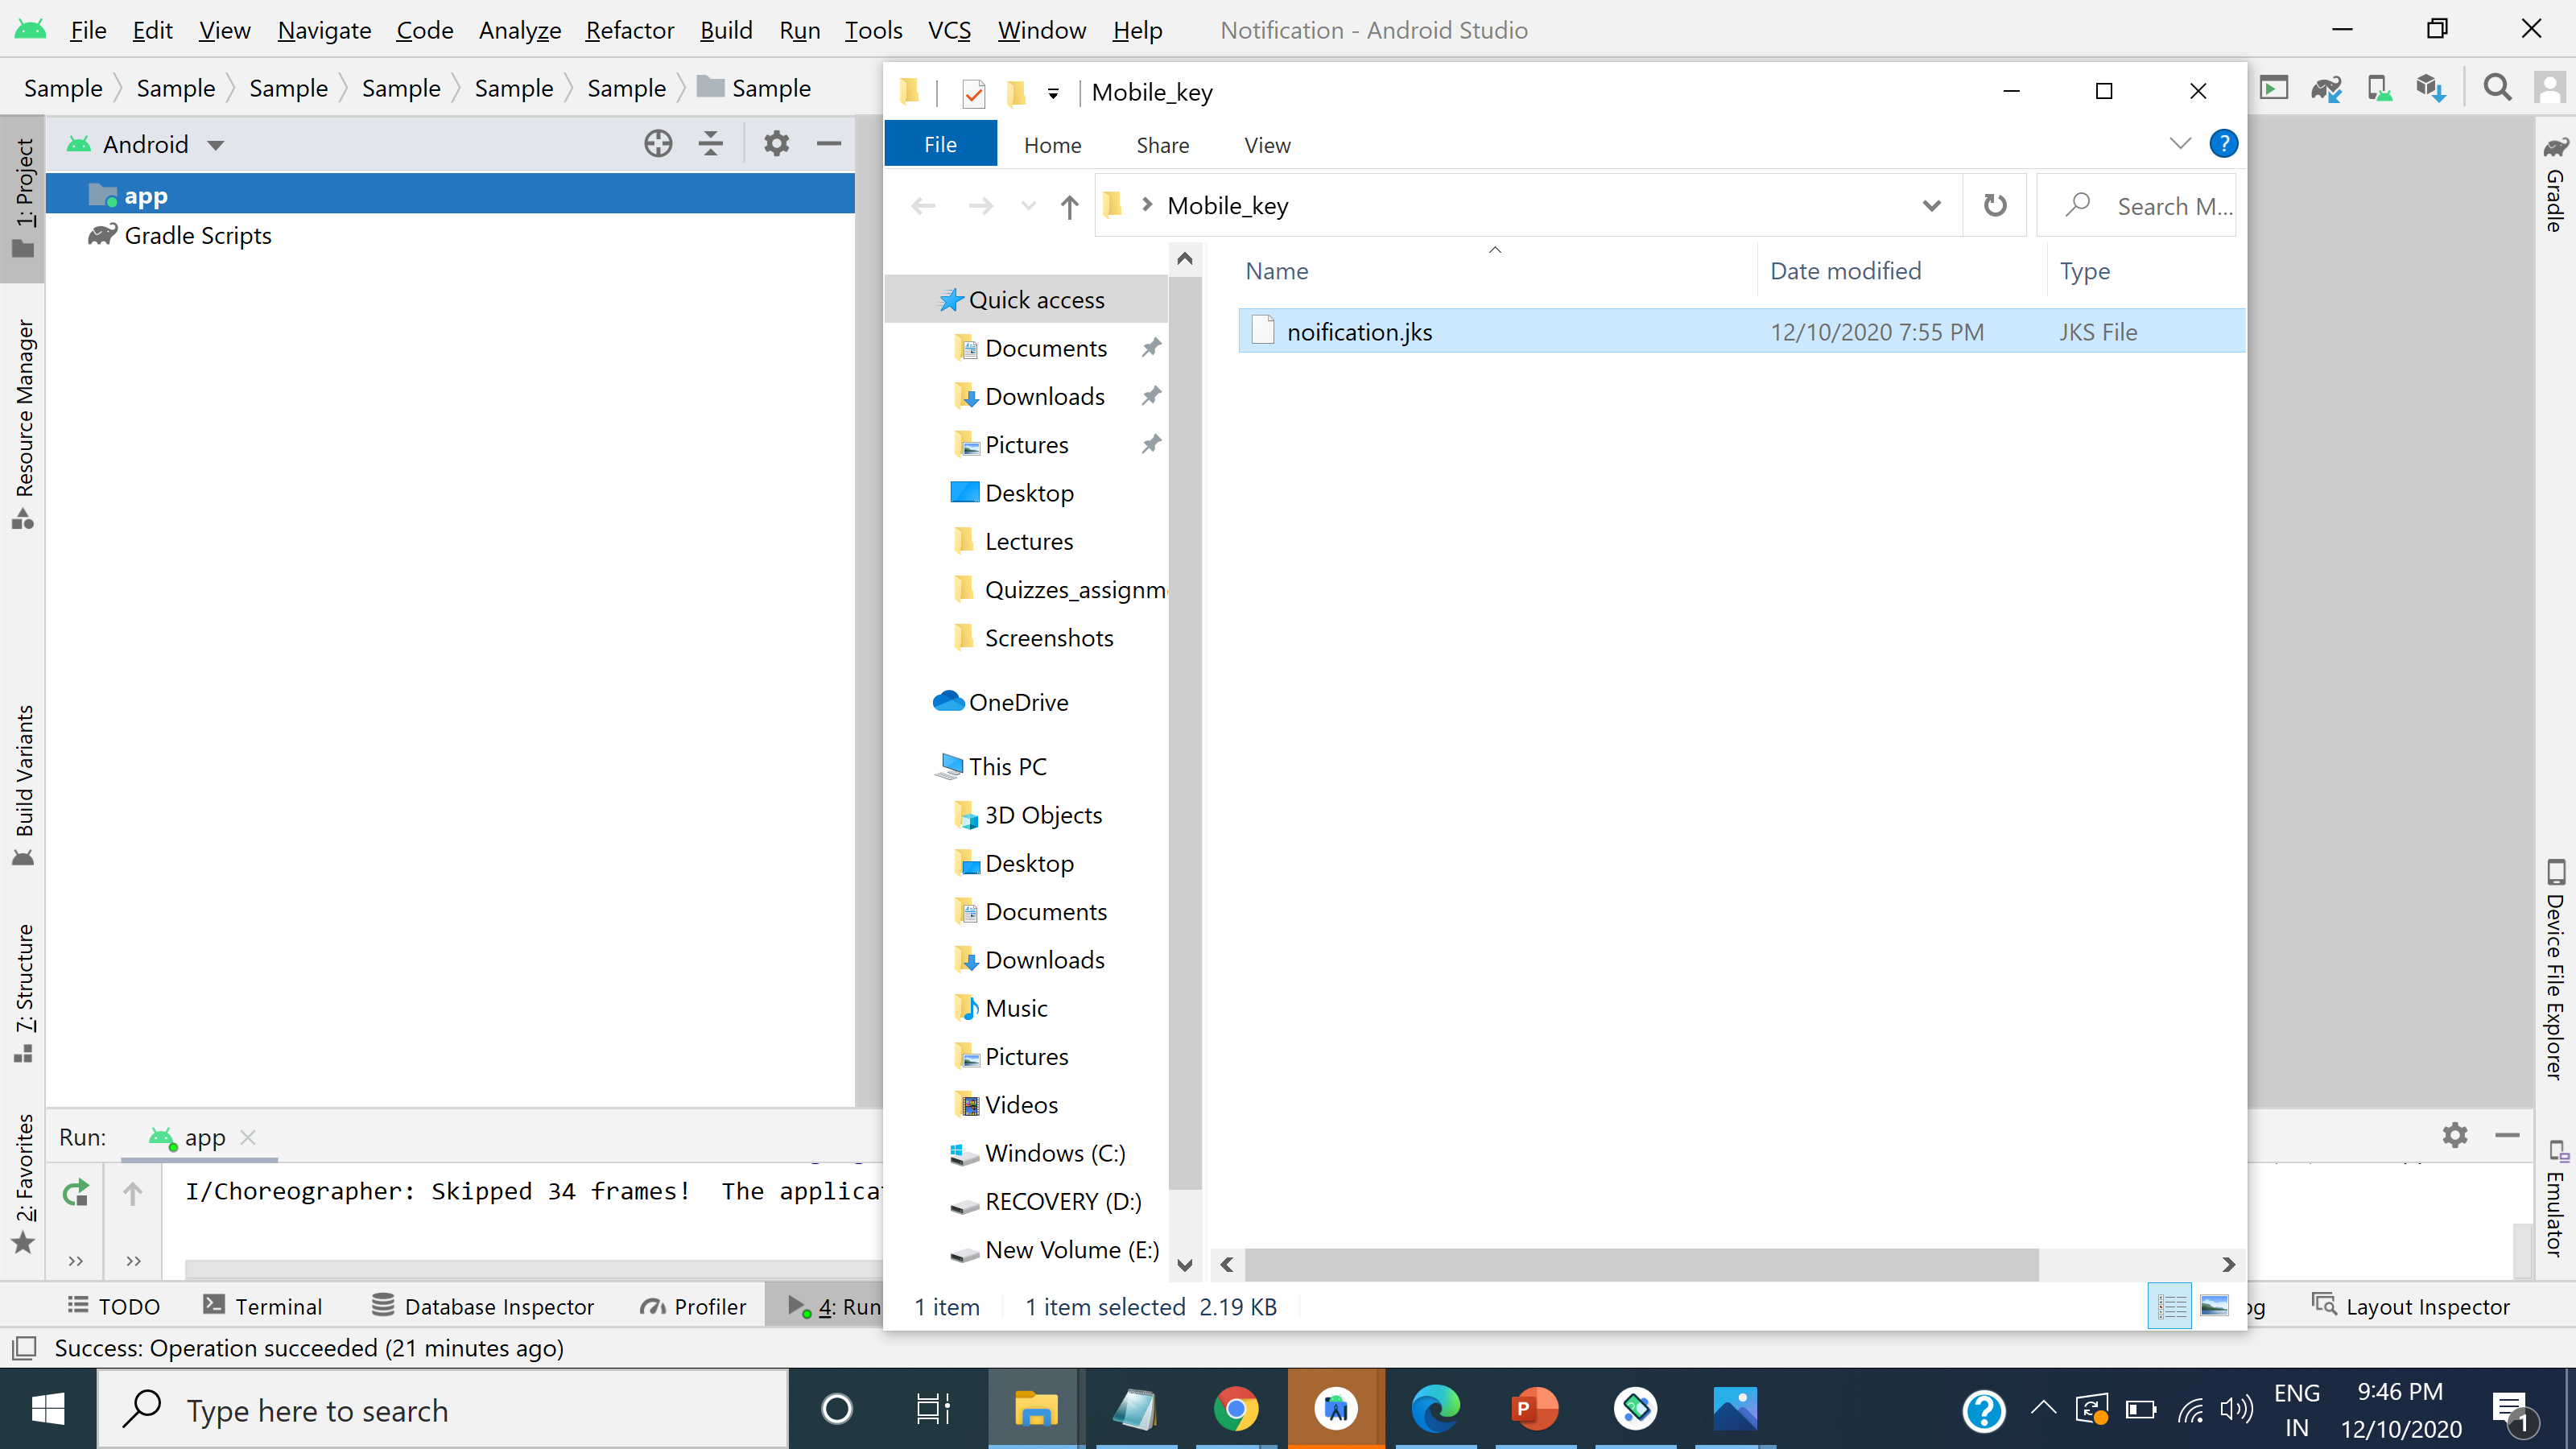 File Edit View Navigate Code Analyze Refactor Build Run Tools VCS Window Help Notification - Android Studio
Sample Sample Sample Sample Sample Sample Sample
Android
app
Gradle Scripts
1: Project
Resource Manager
Build Variants
7: Structure
2: Favorites
Mobile_key
File Home Share View
?
Mobile_key
Search M...
Name Date modified Type
noification.jks 12/10/2020 7:55 PM JKS File
Quick access
Documents
Downloads
Pictures
Desktop
Lectures
Quizzes_assignm
Screenshots
OneDrive
This PC
3D Objects
Desktop
Documents
Downloads
Music
Pictures
Videos
Windows (C:)
RECOVERY (D:)
New Volume (E:)
1 item 1 item selected 2.19 KB
Gradle
Device File Explorer
Emulator
Run: app
I/Choreographer: Skipped 34 frames! The applica
TODO Terminal Database Inspector Profiler 4: Run og Layout Inspector
Success: Operation succeeded (21 minutes ago)
Type here to search
P
?
ENG
IN
9:46 PM
12/10/2020
1